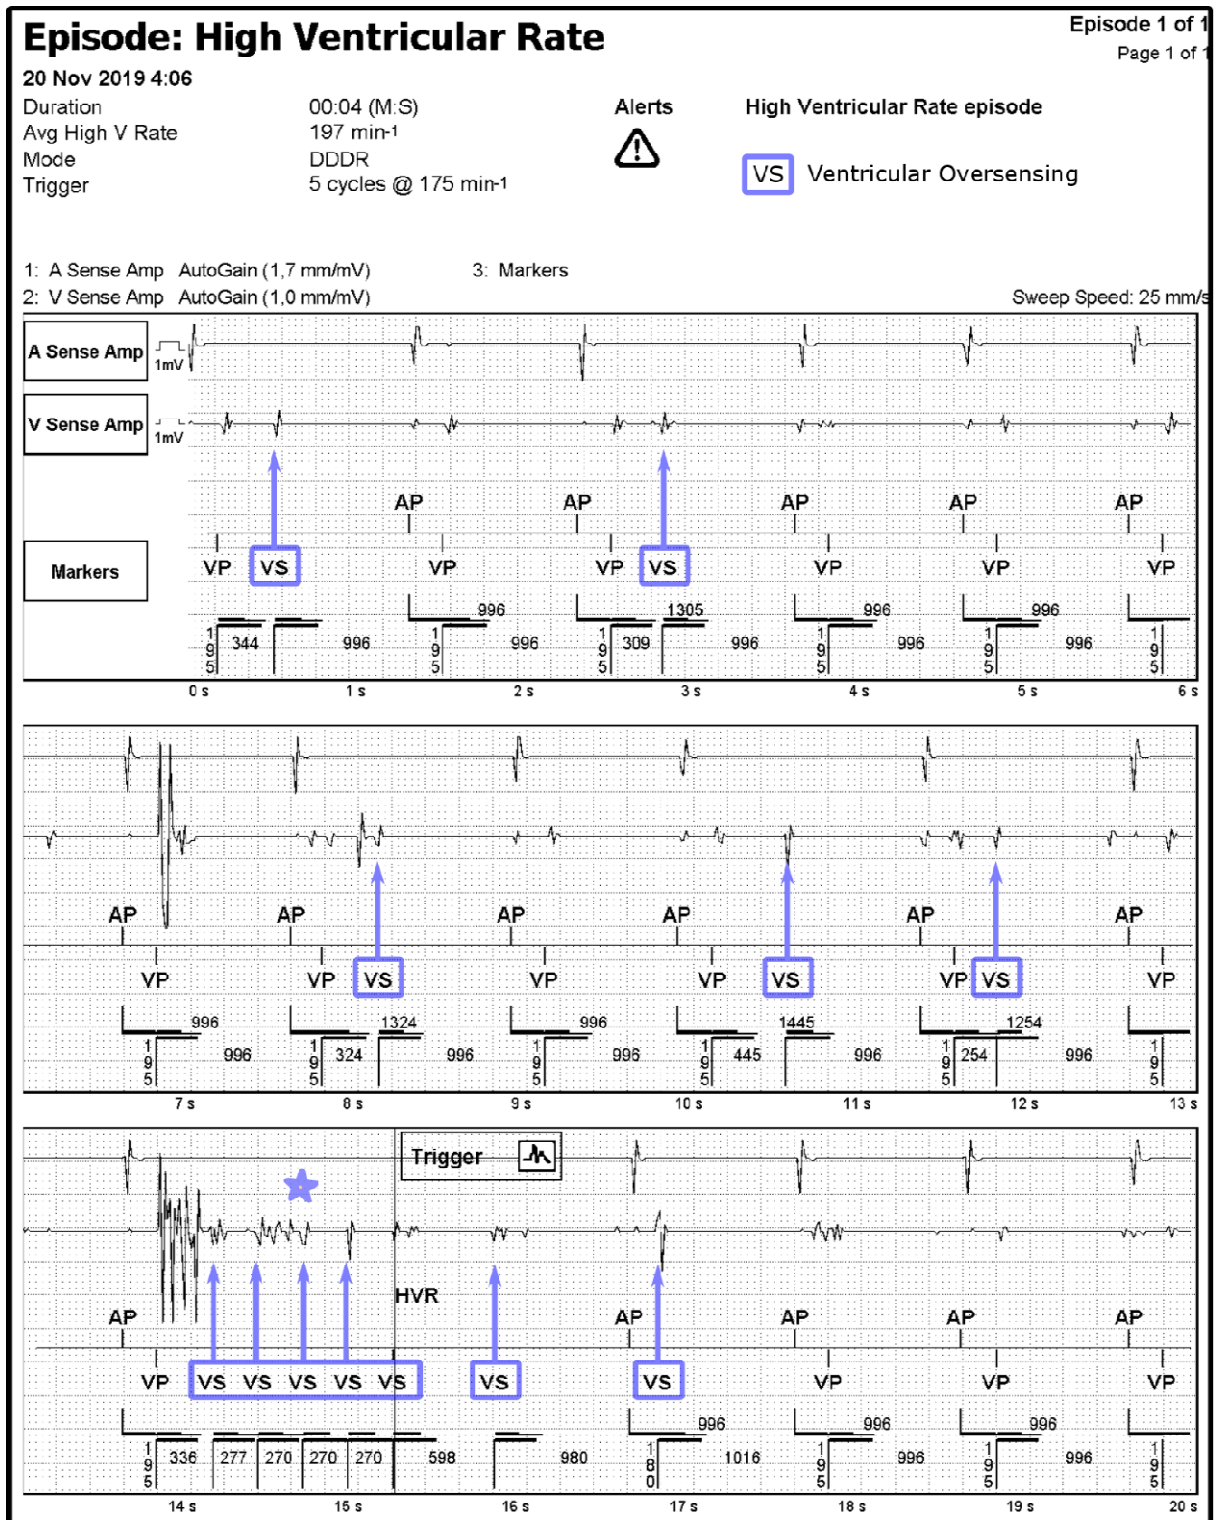 Episode: High Ventricular Rate
Episode 1 of 1
Page 1 of 1
20 Nov 2019 4:06
Duration 00:04 (M:S)
Avg High V Rate 197 min-1
Mode DDDR
Trigger 5 cycles @ 175 min-1
Alerts High Ventricular Rate episode
VS Ventricular Oversensing
1: A Sense Amp AutoGain (1,7 mm/mV) 3: Markers
2: V Sense Amp AutoGain (1,0 mm/mV) Sweep Speed: 25 mm/s
A Sense Amp 1mV
V Sense Amp 1mV
AP AP AP AP AP
Markers VP VS VP VP VS VP VP VP
996 1305 996 996
195 344 996 195 996 195 309 996 195 996 195 996 195
0 s 1 s 2 s 3 s 4 s 5 s 6 s
AP AP AP AP AP AP
VP VP VS VP VP VS VP VS VP
996 1324 996 1445 1254
195 996 195 324 996 195 996 195 445 996 195 254 996 195
7 s 8 s 9 s 10 s 11 s 12 s 13 s
Trigger
HVR
AP AP AP AP AP
VP VS VS VS VS VS VS VS VP VP VP
996 996 996
195 336 277 270 270 270 598 980 180 1016 195 996 195 996 195
14 s 15 s 16 s 17 s 18 s 19 s 20 s